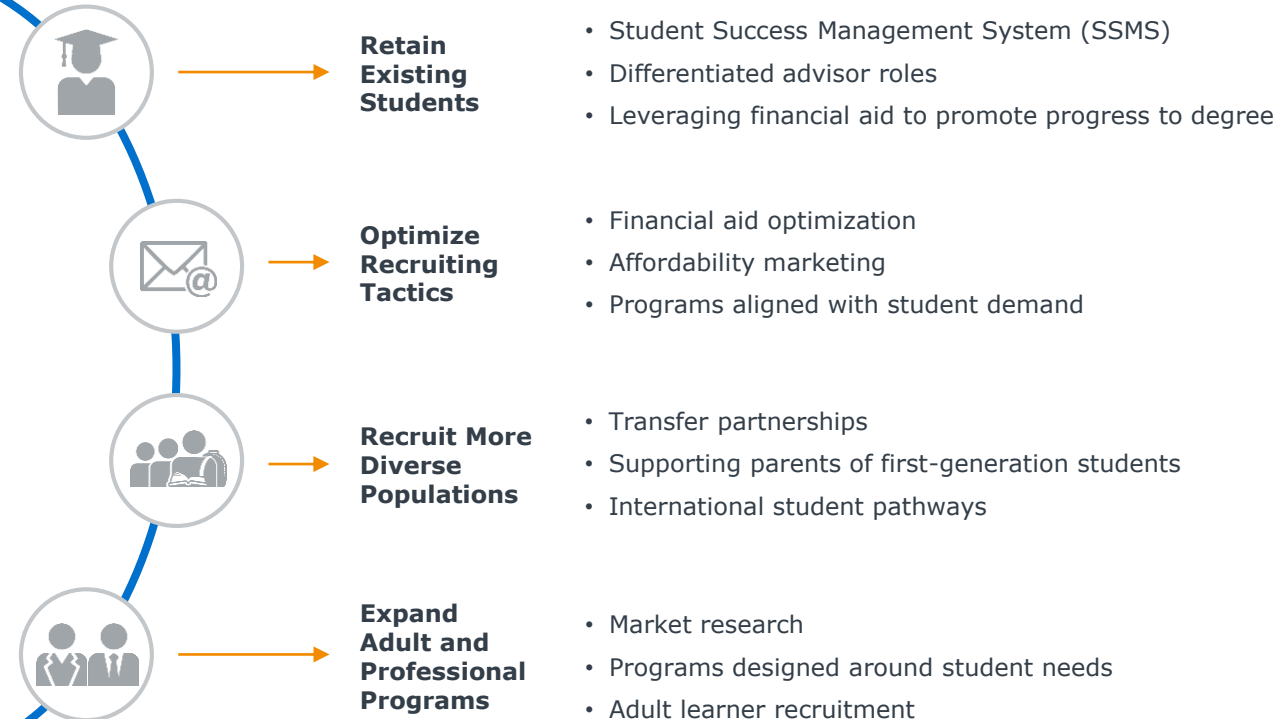 Retain
Existing
Students
• Student Success Management System (SSMS)
• Differentiated advisor roles
• Leveraging financial aid to promote progress to degree
@
Optimize
Recruiting
Tactics
• Financial aid optimization
• Affordability marketing
• Programs aligned with student demand
Recruit More
Diverse
Populations
• Transfer partnerships
• Supporting parents of first-generation students
• International student pathways
Expand
Adult and
Professional
Programs
• Market research
• Programs designed around student needs
• Adult learner recruitment